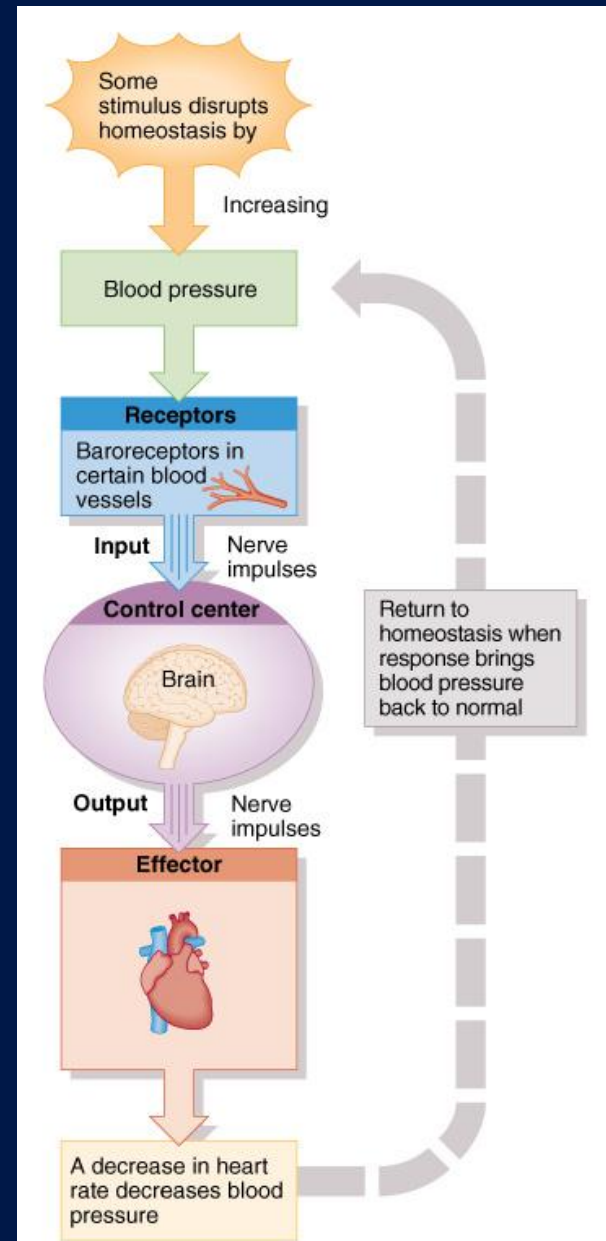 Some
stimulus disrupts
homeostasis by
Increasing
Blood pressure
Receptors
Baroreceptors in
certain blood
vessels
Input
Nerve
impulses
Control center
Brain
Return to
homeostasis when
response brings
blood pressure
back to normal
Output
Nerve
impulses
Effector
A decrease in heart
rate decreases blood
pressure